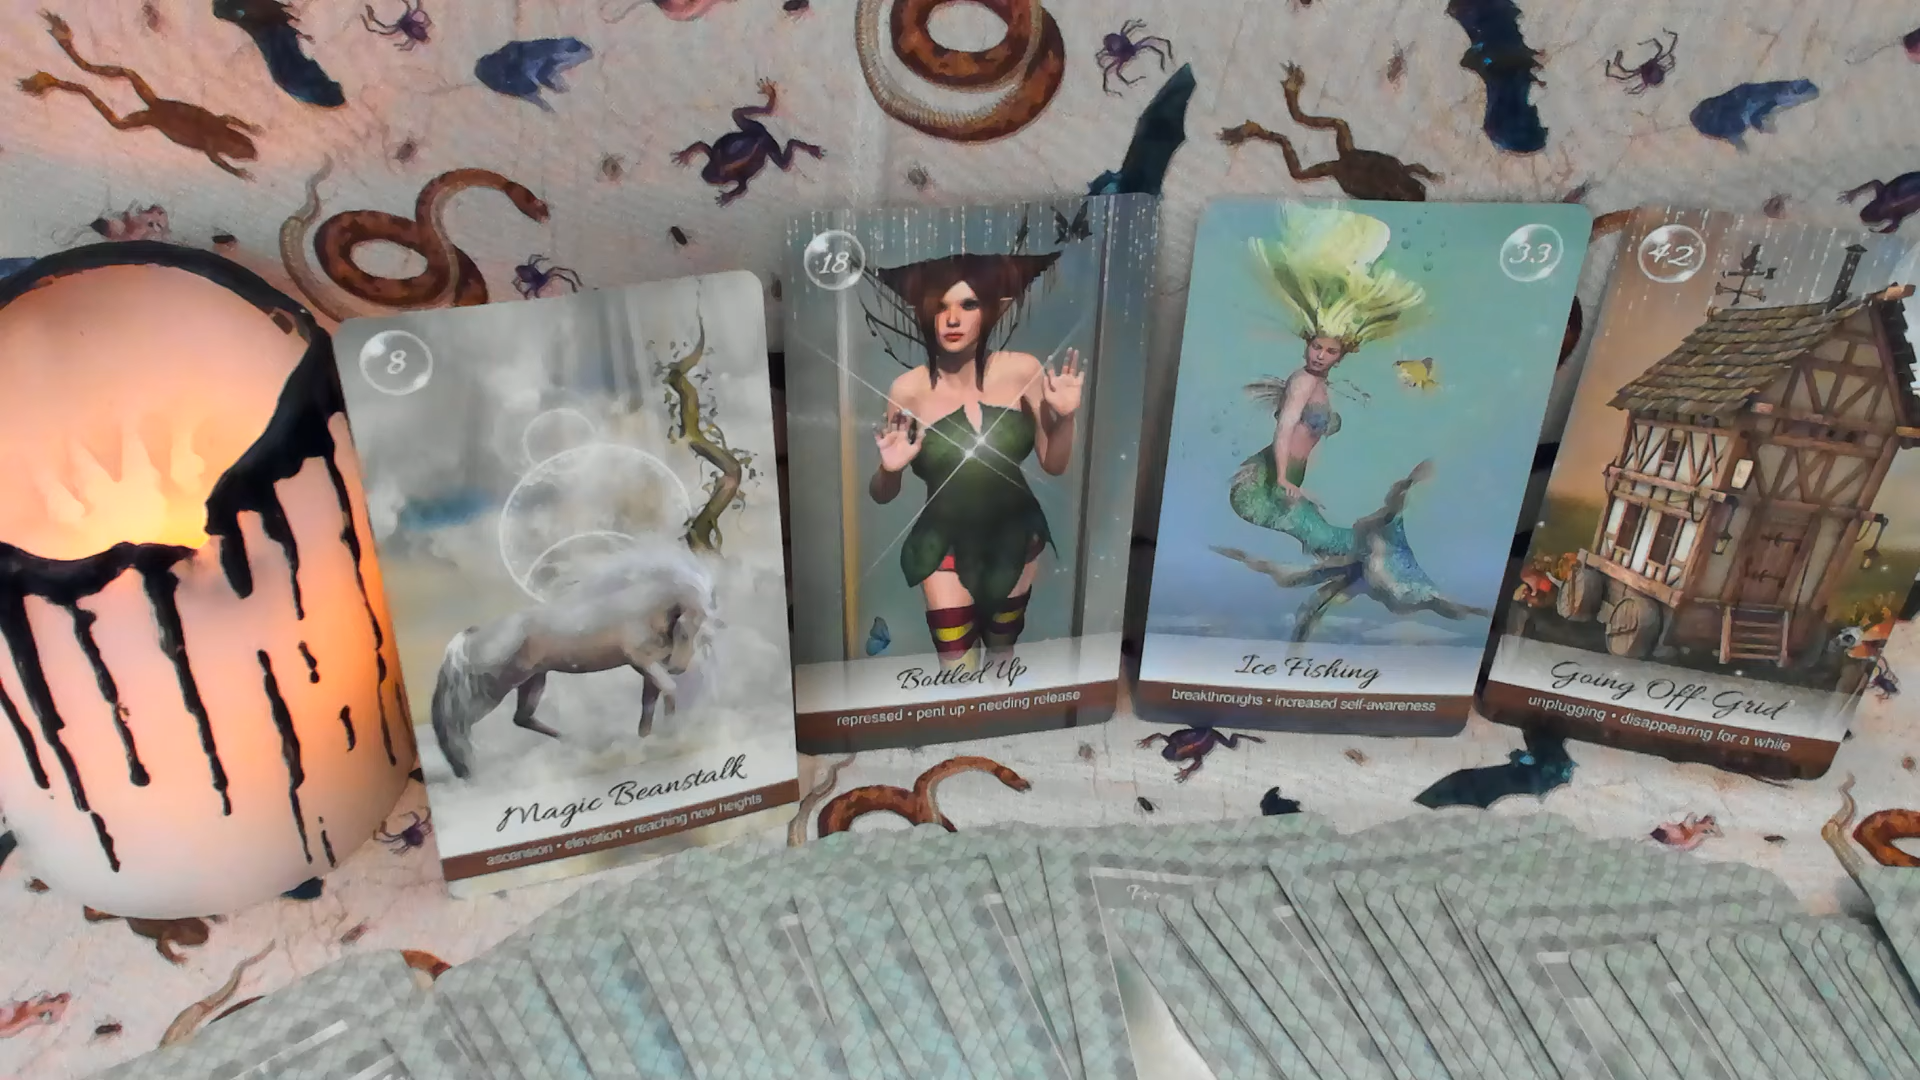 8
Magic Beanstalk
ascension • elevation • reaching new heights
18
Bottled Up
repressed • pent up • needing release
33
Ice Fishing
breakthroughs • increased self-awareness
42
Going Off-Grid
unplugging • disappearing for a while